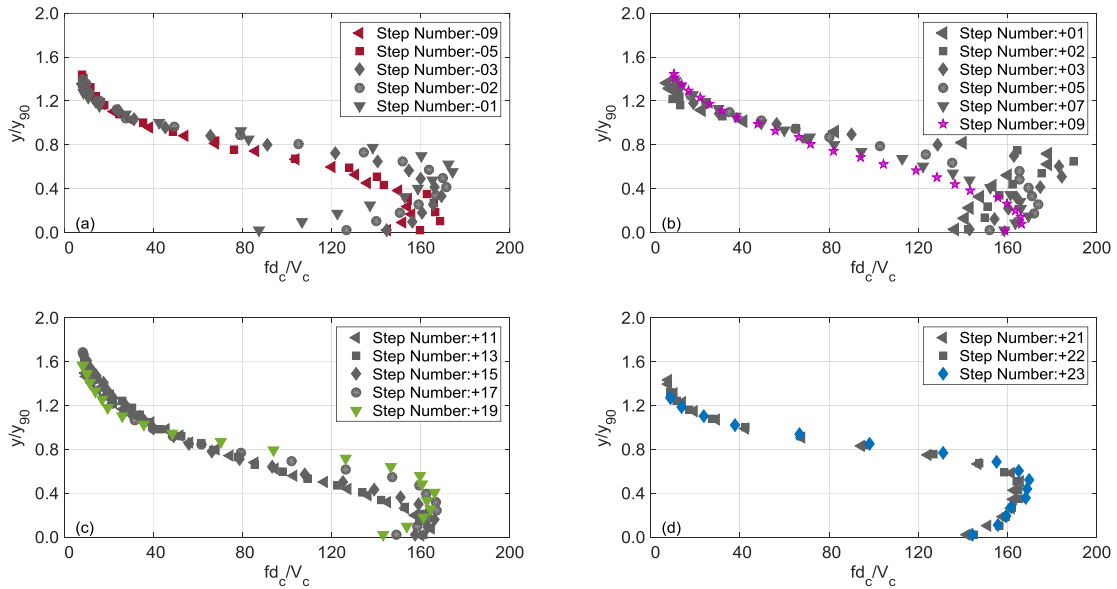 2.0
1.6
1.2
0.8
0.4
0.0
y/y90
Step Number:-09
Step Number:-05
Step Number:-03
Step Number:-02
Step Number:-01
(a)
0 40 80 120 160 200
fdc/Vc
2.0
1.6
1.2
0.8
0.4
0.0
y/y90
Step Number:+01
Step Number:+02
Step Number:+03
Step Number:+05
Step Number:+07
Step Number:+09
(b)
0 40 80 120 160 200
fdc/Vc
2.0
1.6
1.2
0.8
0.4
0.0
y/y90
Step Number:+11
Step Number:+13
Step Number:+15
Step Number:+17
Step Number:+19
(c)
0 40 80 120 160 200
fdc/Vc
2.0
1.6
1.2
0.8
0.4
0.0
y/y90
Step Number:+21
Step Number:+22
Step Number:+23
(d)
0 40 80 120 160 200
fdc/Vc